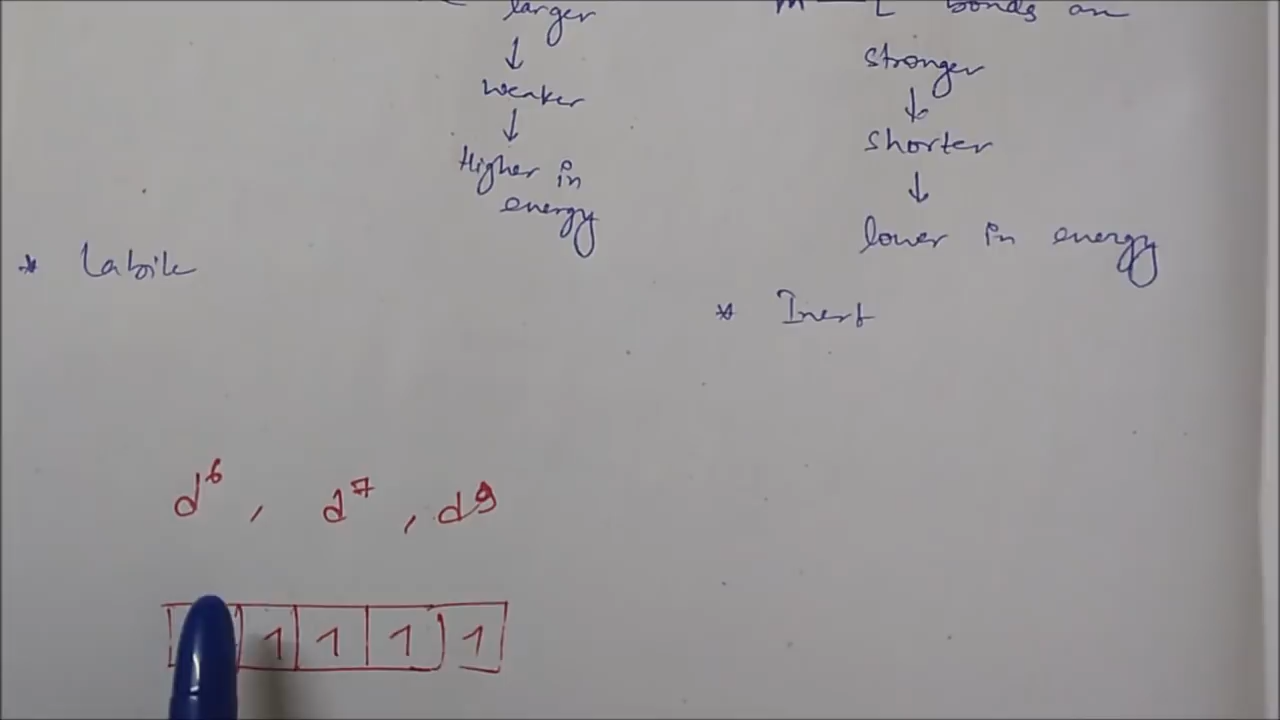 larger
↓
weaker
↓
Higher in
energy
* Labile
M — L bonds are
stronger
↓
shorter
↓
lower in energy
* Inert
d⁶ , d⁷ , d⁹
1 1 1 1